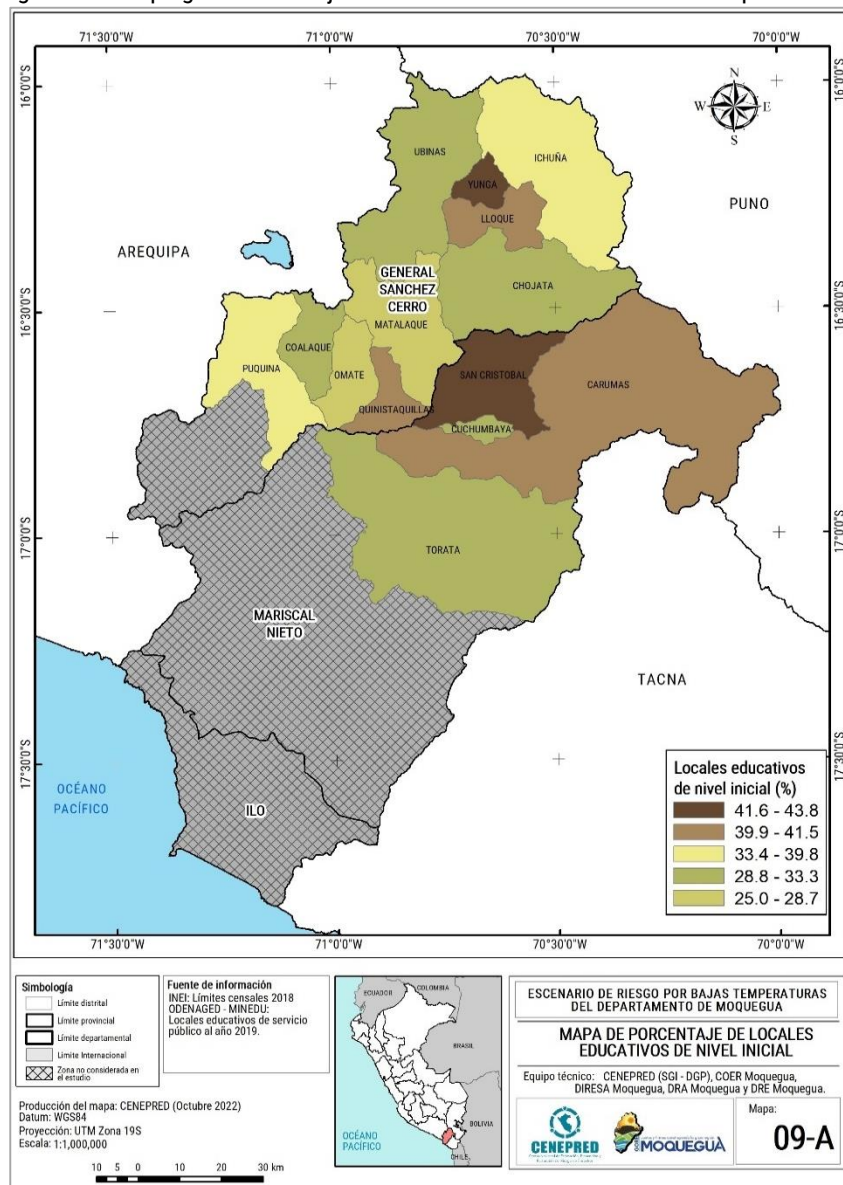 71°30'0"W
71°0'0"W
70°30'0"W
70°0'0"W
16°0'0"S
16°0'0"S
N
W
E
S
UBINAS
ICHUÑA
YUNGA
LLOQUE
PUNO
AREQUIPA
GENERAL
SANCHEZ
CERRO
CHOJATA
16°30'0"S
16°30'0"S
MATALAQUE
COALAQUE
PUQUINA
OMATE
SAN CRISTOBAL
CARUMAS
QUINISTAQUILLAS
CUCHUMBAYA
17°0'0"S
17°0'0"S
TORATA
MARISCAL
NIETO
TACNA
17°30'0"S
17°30'0"S
OCÉANO
PACÍFICO
ILO
Locales educativos
de nivel inicial (%)
41.6 - 43.8
39.9 - 41.5
33.4 - 39.8
28.8 - 33.3
25.0 - 28.7
71°30'0"W
71°0'0"W
70°30'0"W
70°0'0"W
Simbología
Límite distrital
Límite provincial
Límite departamental
Límite Internacional
Zona no considerada en
el estudio
Fuente de información
INEI: Límites censales 2018
ODENAGED - MINEDU:
Locales educativos de servicio
público al año 2019.
Producción del mapa: CENEPRED (Octubre 2022)
Datum: WGS84
Proyección: UTM Zona 19S
Escala: 1:1,000,000
10 5 0 10 20 30 km
ECUADOR
COLOMBIA
BRASIL
BOLIVIA
OCÉANO
PACÍFICO
CHILE
ESCENARIO DE RIESGO POR BAJAS TEMPERATURAS
DEL DEPARTAMENTO DE MOQUEGUA
MAPA DE PORCENTAJE DE LOCALES
EDUCATIVOS DE NIVEL INICIAL
Equipo técnico: CENEPRED (SGI - DGP), COER Moquegua,
DIRESA Moquegua, DRA Moquegua y DRE Moquegua.
CENEPRED
MOQUEGUA
Mapa:
09-A